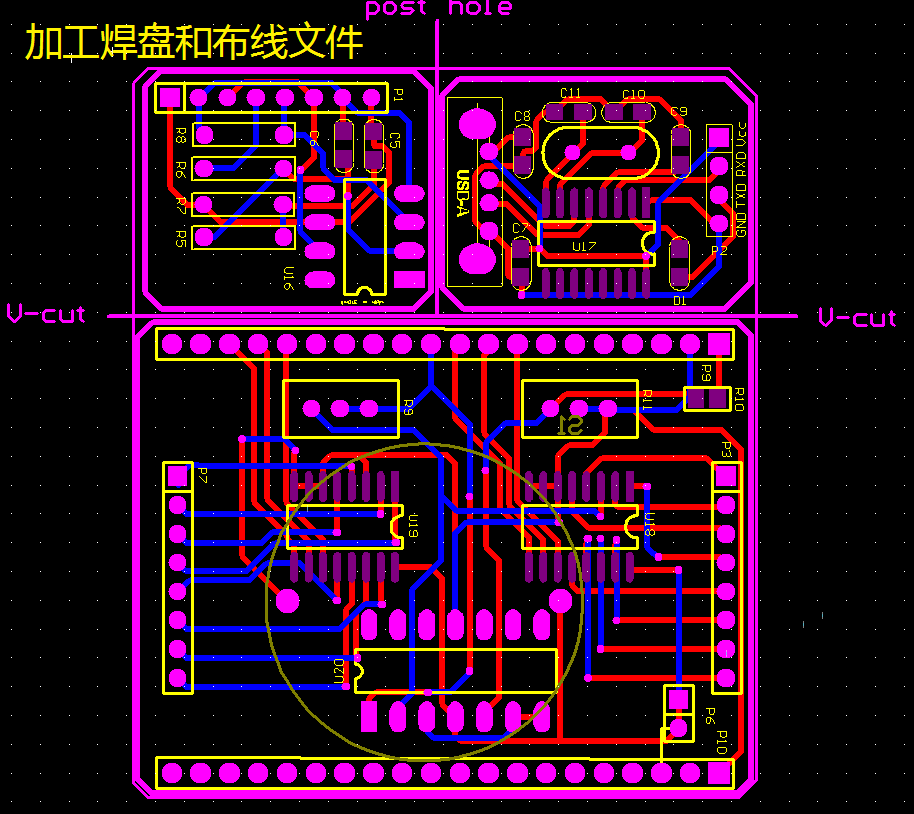 post hole
加工焊盘和布线文件
P1
C11
C10
C8
C9
Vcc
R8
C6
C5
RXD
R6
USD-A
TXD
R7
GND
R5
C7
U17
P2
U16
D1
V-cut
V-cut
P9
R9
R11
R10
S1
P3
P7
U19
U18
U20
P6
P10